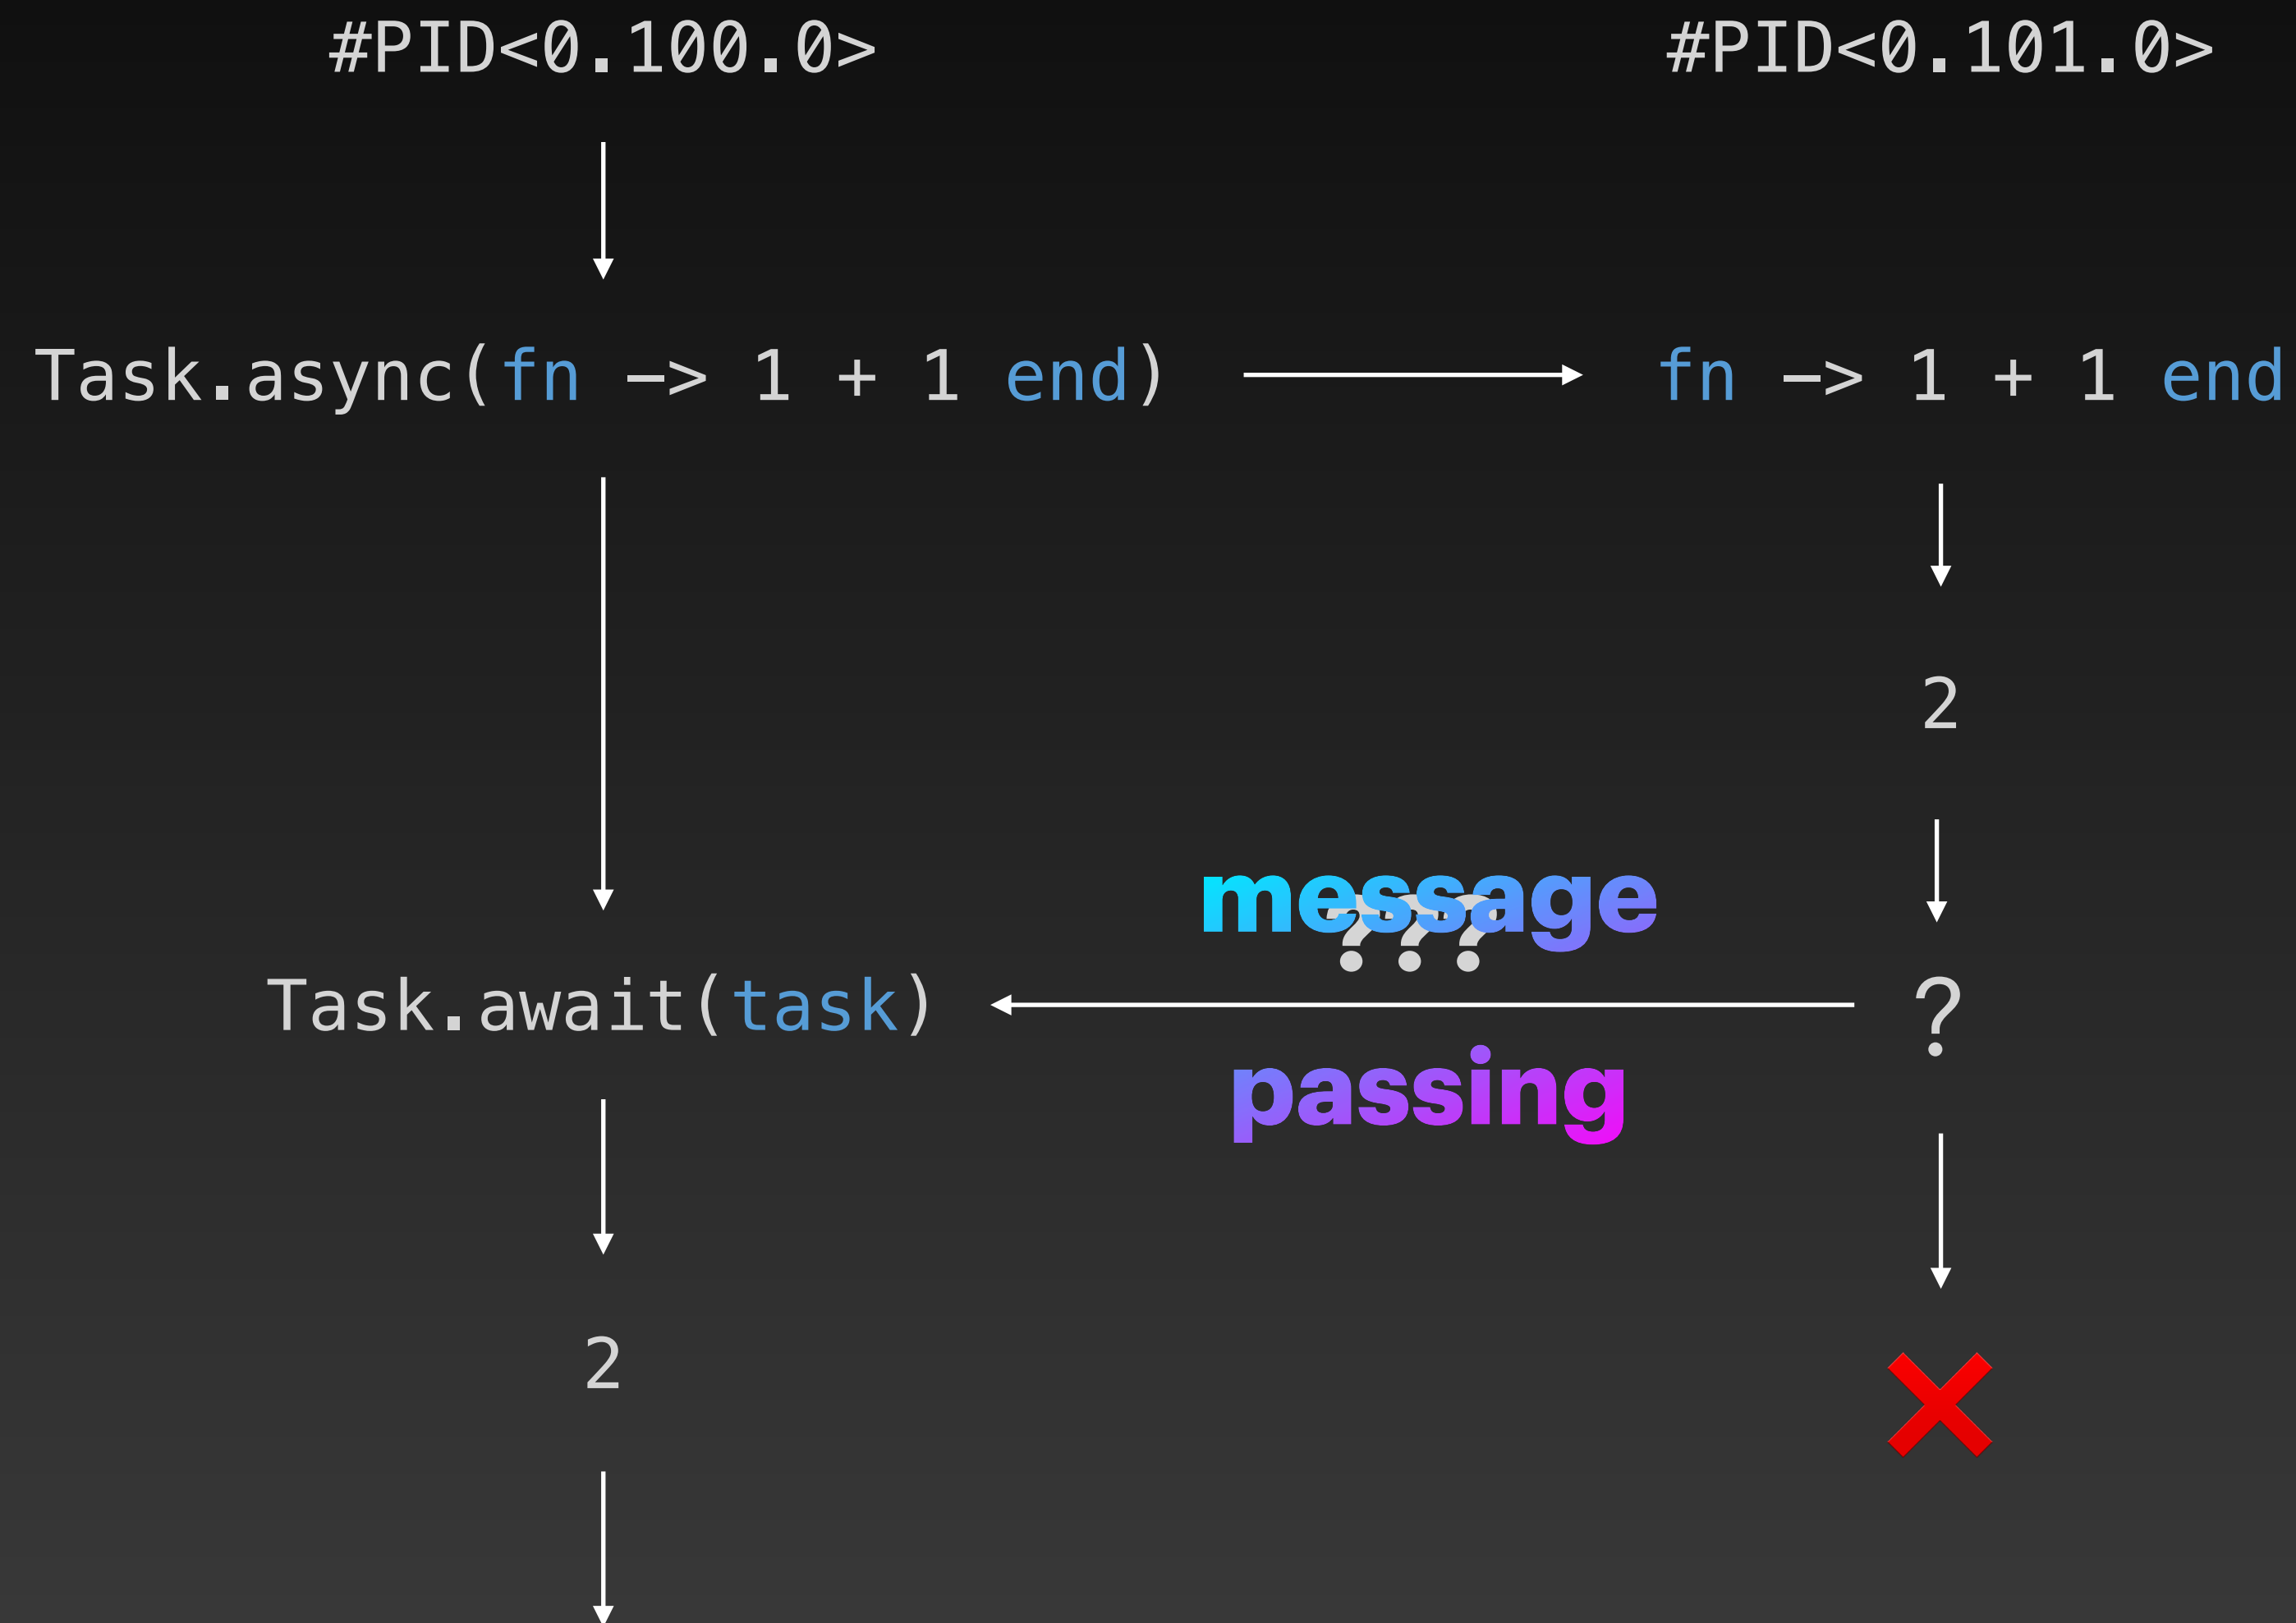 #PID<0.100.0>
#PID<0.101.0>
Task.async(fn -> 1 + 1 end)
fn -> 1 + 1 end
2
message
???
Task.await(task)
?
passing
2